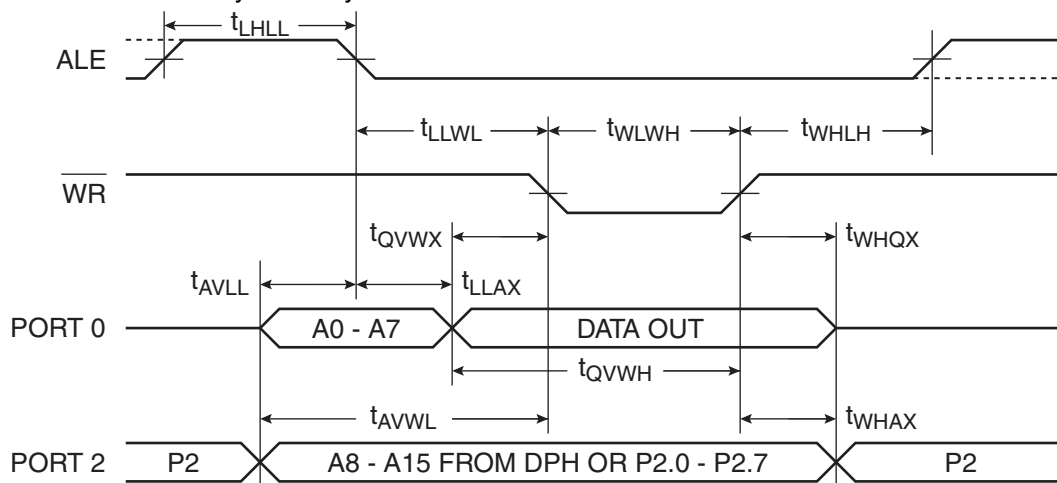 tLHLL
ALE
tLLWL tWLWH tWHLH
WR
tQVWX tWHQX
tAVLL tLLAX
PORT 0 A0 - A7 DATA OUT
tQVWH
tAVWL tWHAX
PORT 2 P2 A8 - A15 FROM DPH OR P2.0 - P2.7 P2